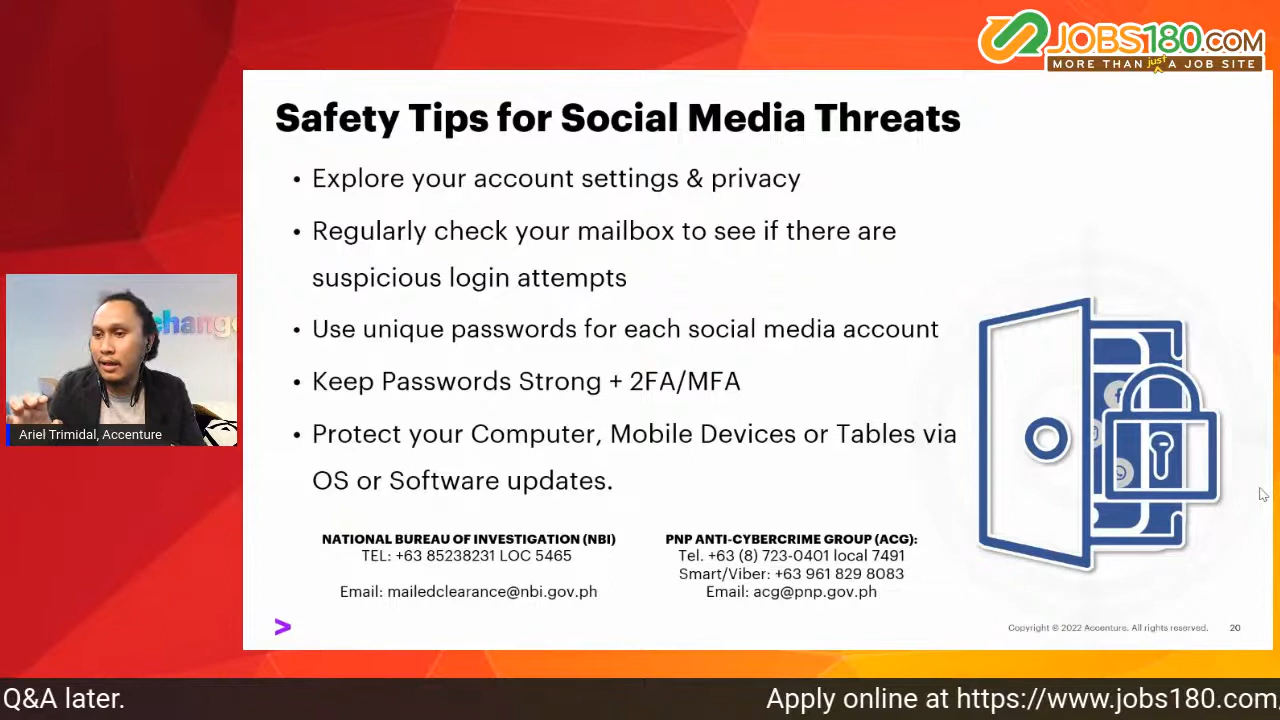 JOBS180.COM
MORE THAN just A JOB SITE
Safety Tips for Social Media Threats
• Explore your account settings & privacy
• Regularly check your mailbox to see if there are
suspicious login attempts
• Use unique passwords for each social media account
• Keep Passwords Strong + 2FA/MFA
• Protect your Computer, Mobile Devices or Tables via
OS or Software updates.
change
Ariel Trimidal, Accenture
NATIONAL BUREAU OF INVESTIGATION (NBI)
TEL: +63 85238231 LOC 5465
Email: mailedclearance@nbi.gov.ph
PNP ANTI-CYBERCRIME GROUP (ACG):
Tel. +63 (8) 723-0401 local 7491
Smart/Viber: +63 961 829 8083
Email: acg@pnp.gov.ph
>
Copyright © 2022 Accenture. All rights reserved. 20
Q&A later. Apply online at https://www.jobs180.com